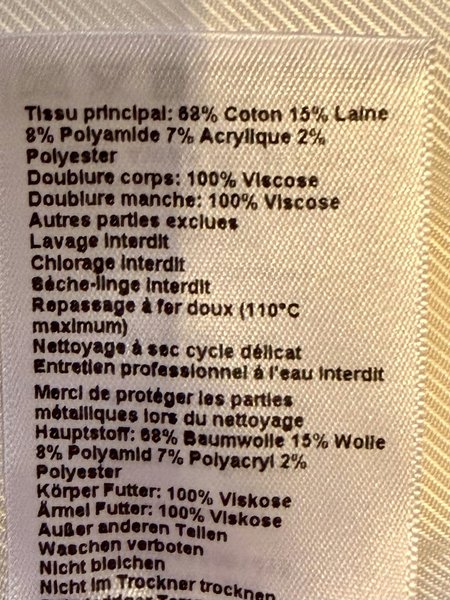 Tissu principal: 68% Coton 15% Laine
8% Polyamide 7% Acrylique 2%
Polyester
Doublure corps: 100% Viscose
Doublure manche: 100% Viscose
Autres parties exclues
Lavage interdit
Chlorage interdit
Sèche-linge interdit
Repassage à fer doux (110°C
maximum)
Nettoyage à sec cycle délicat
Entretien professionnel à l'eau interdit
Merci de protéger les parties
métalliques lors du nettoyage
Hauptstoff: 68% Baumwolle 15% Wolle
8% Polyamid 7% Polyacryl 2%
Polyester
Körper Futter: 100% Viskose
Ärmel Futter: 100% Viskose
Außer anderen Teilen
Waschen verboten
Nicht bleichen
Nicht im Trockner trocknen